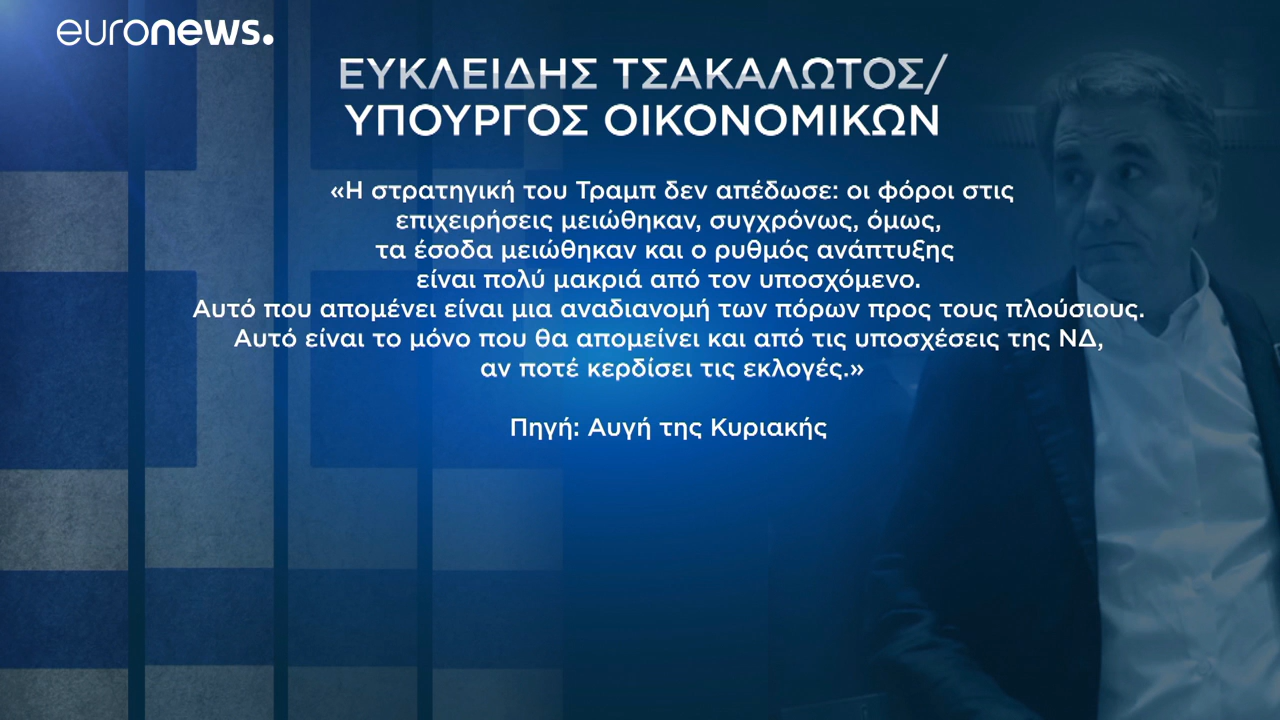 euronews.
ΕΥΚΛΕΙΔΗΣ ΤΣΑΚΑΛΩΤΟΣ/
ΥΠΟΥΡΓΟΣ ΟΙΚΟΝΟΜΙΚΩΝ
«Η στρατηγική του Τραμπ δεν απέδωσε: οι φόροι στις
επιχειρήσεις μειώθηκαν, συγχρόνως, όμως,
τα έσοδα μειώθηκαν και ο ρυθμός ανάπτυξης
είναι πολύ μακριά από τον υποσχόμενο.
Αυτό που απομένει είναι μια αναδιανομή των πόρων προς τους πλούσιους.
Αυτό είναι το μόνο που θα απομείνει και από τις υποσχέσεις της ΝΔ,
αν ποτέ κερδίσει τις εκλογές.»
Πηγή: Αυγή της Κυριακής